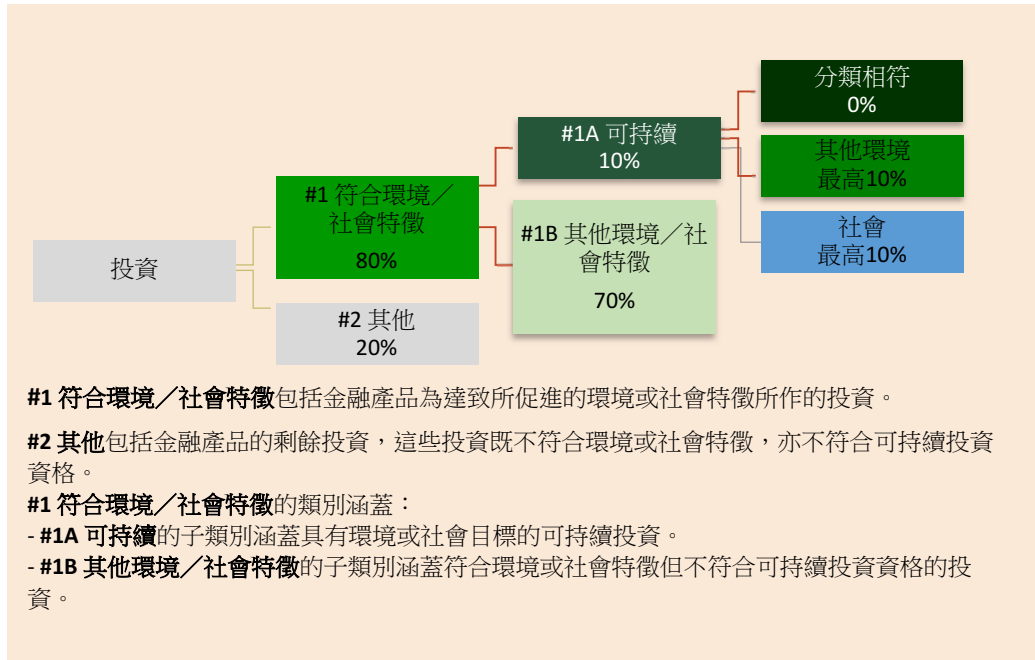 投資
#1 符合環境／
社會特徵
80%
#2 其他
20%
#1A 可持續
10%
#1B 其他環境／社
會特徵
70%
分類相符
0%
其他環境
最高10%
社會
最高10%
#1 符合環境／社會特徵包括金融產品為達致所促進的環境或社會特徵所作的投資。
#2 其他包括金融產品的剩餘投資，這些投資既不符合環境或社會特徵，亦不符合可持續投資
資格。
#1 符合環境／社會特徵的類別涵蓋：
- #1A 可持續的子類別涵蓋具有環境或社會目標的可持續投資。
- #1B 其他環境／社會特徵的子類別涵蓋符合環境或社會特徵但不符合可持續投資資格的投
資。